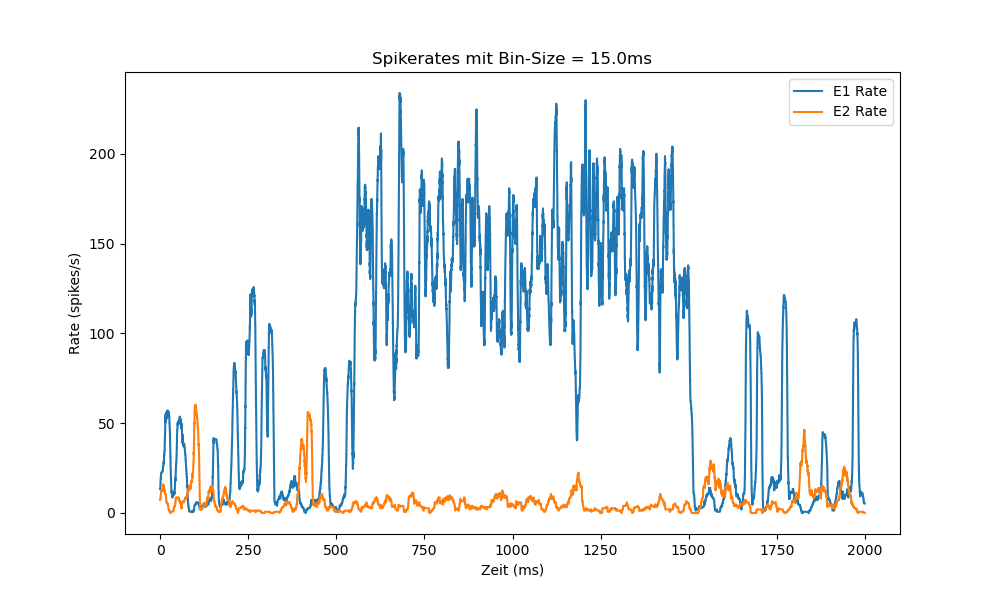 Spikerates mit Bin-Size = 15.0ms
E1 Rate
E2 Rate
Rate (spikes/s)
200
150
100
50
0
0 250 500 750 1000 1250 1500 1750 2000
Zeit (ms)